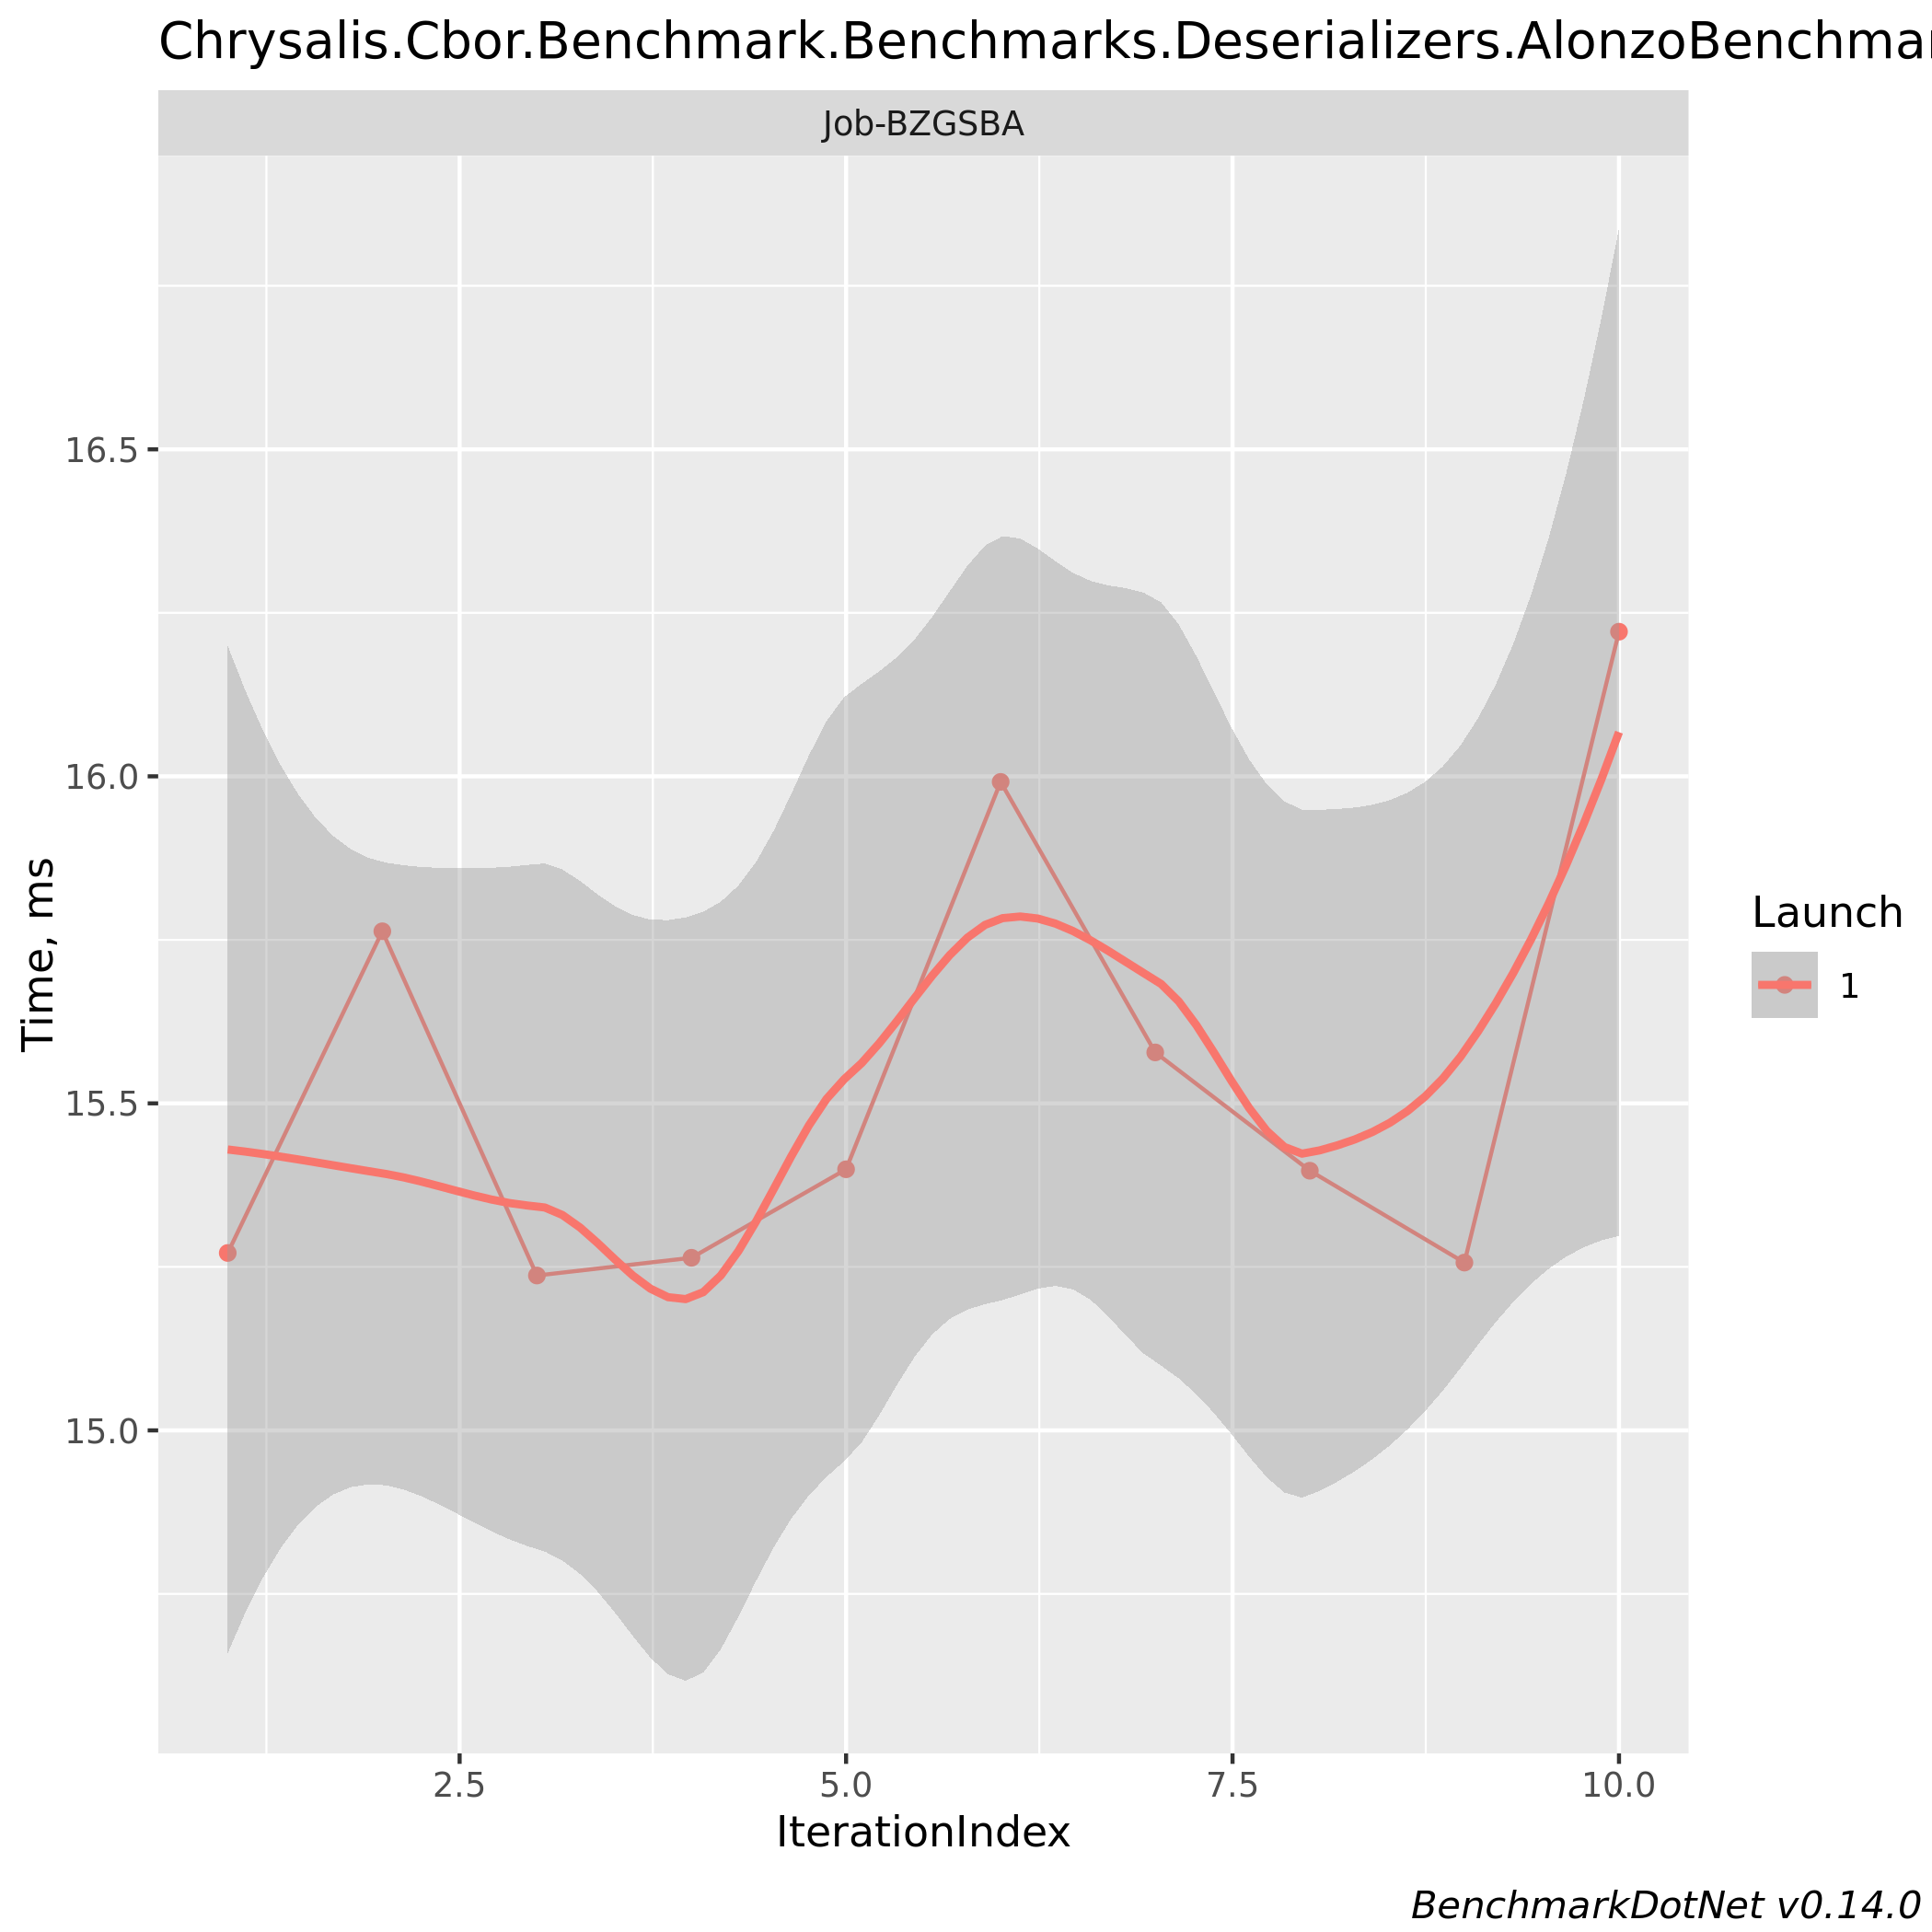 Chrysalis.Cbor.Benchmark.Benchmarks.Deserializers.AlonzoBenchmar
Job-BZGSBA
16.5
16.0
15.5
15.0
Time, ms
2.5 5.0 7.5 10.0
IterationIndex
Launch
1
BenchmarkDotNet v0.14.0